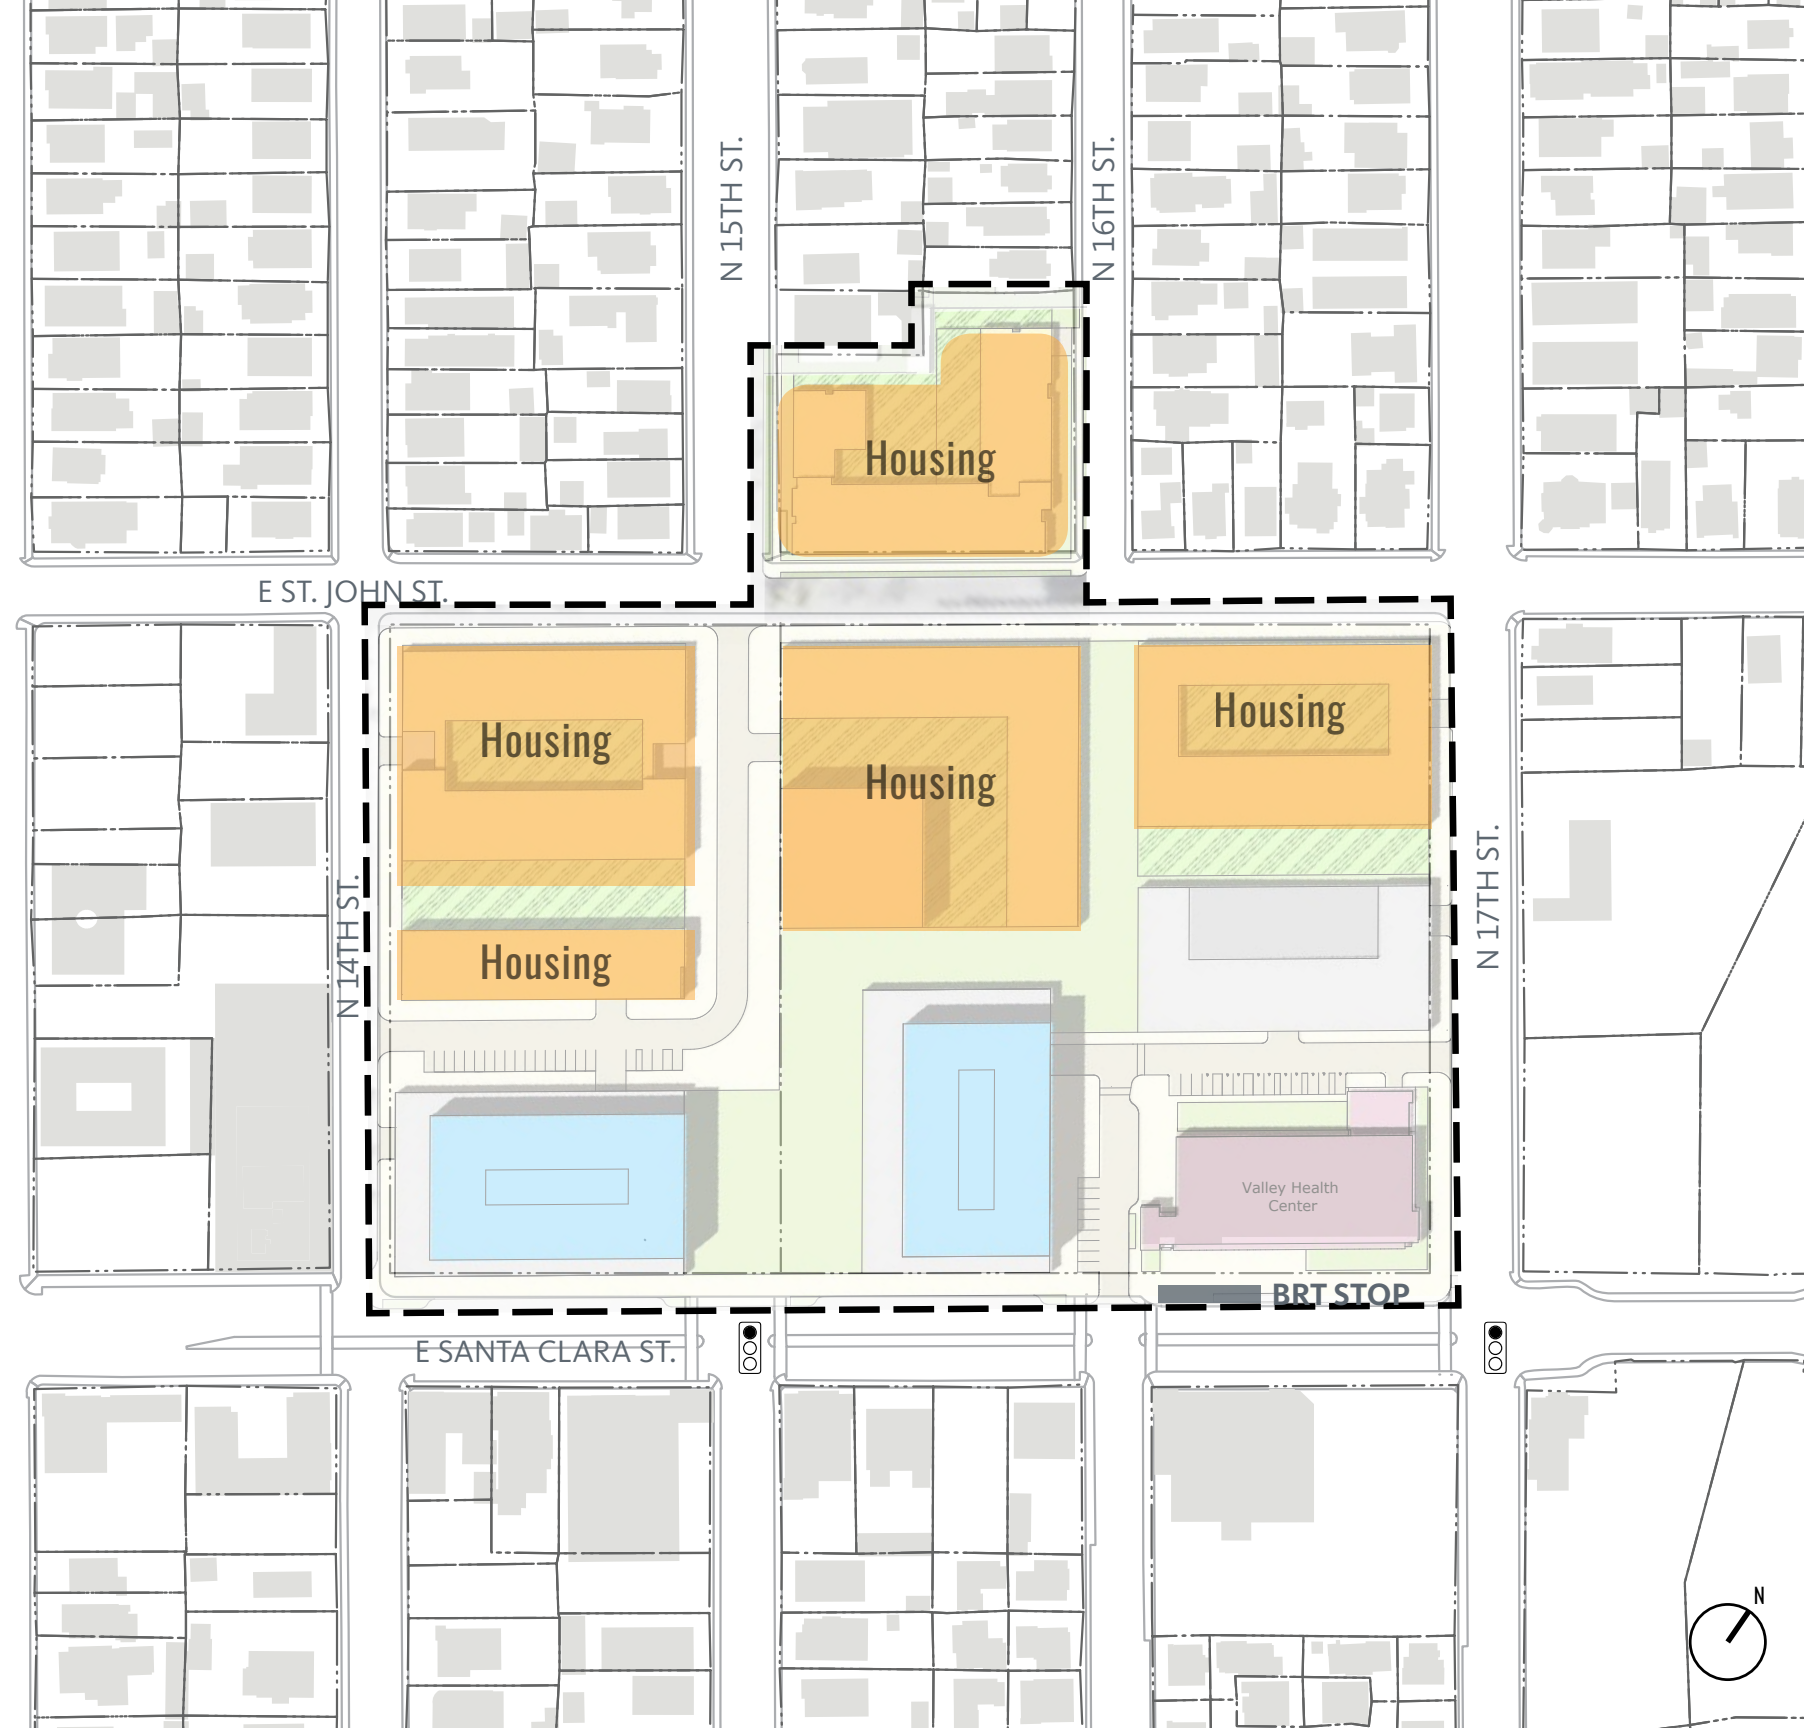 N 15TH ST.
N 16TH ST.
Housing
E ST. JOHN ST.
Housing
Housing
Housing
N 14TH ST.
N 17TH ST.
Housing
Valley Health
Center
BRT STOP
E SANTA CLARA ST.
N